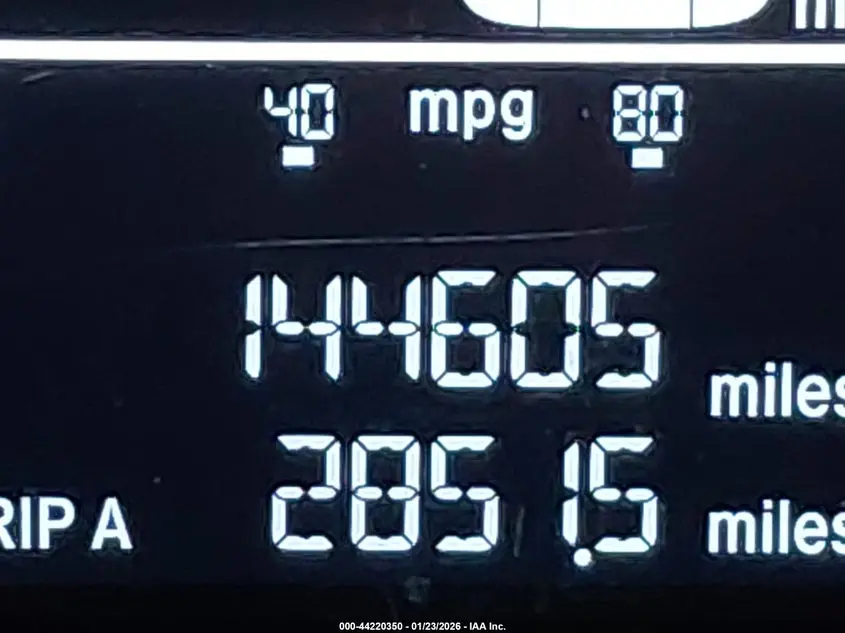 40 mpg 80
144605 miles
RIP A 2851.5 miles
000-44220350 - 01/23/2026 - IAA Inc.